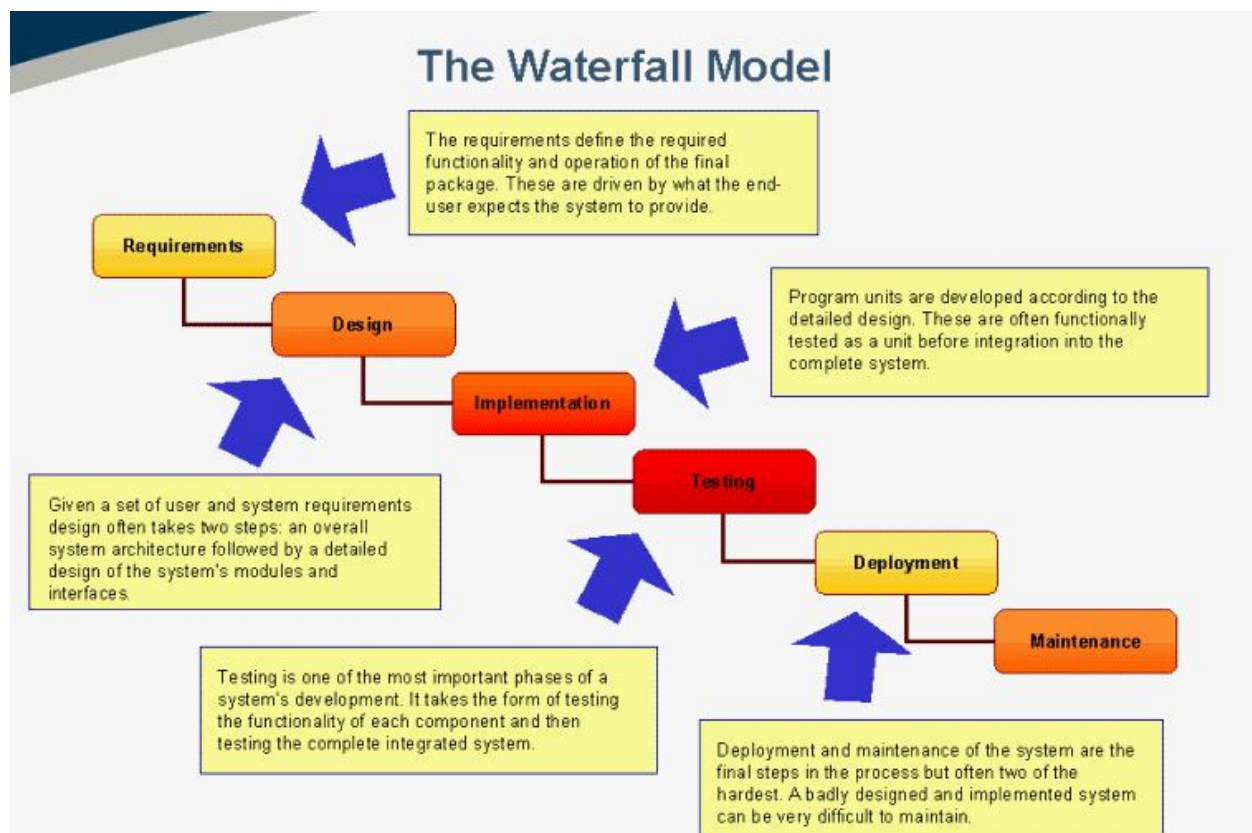 The Waterfall Model
The requirements define the required
functionality and operation of the final
package. These are driven by what the end-
user expects the system to provide.
Requirements
Program units are developed according to the
detailed design. These are often functionally
tested as a unit before integration into the
complete system.
Design
Implementation
Testing
Given a set of user and system requirements
design often takes two steps: an overall
system architecture followed by a detailed
design of the system's modules and
interfaces.
Deployment
Maintenance
Testing is one of the most important phases of a
system's development. It takes the form of testing
the functionality of each component and then
testing the complete integrated system.
Deployment and maintenance of the system are the
final steps in the process but often two of the
hardest. A badly designed and implemented system
can be very difficult to maintain.